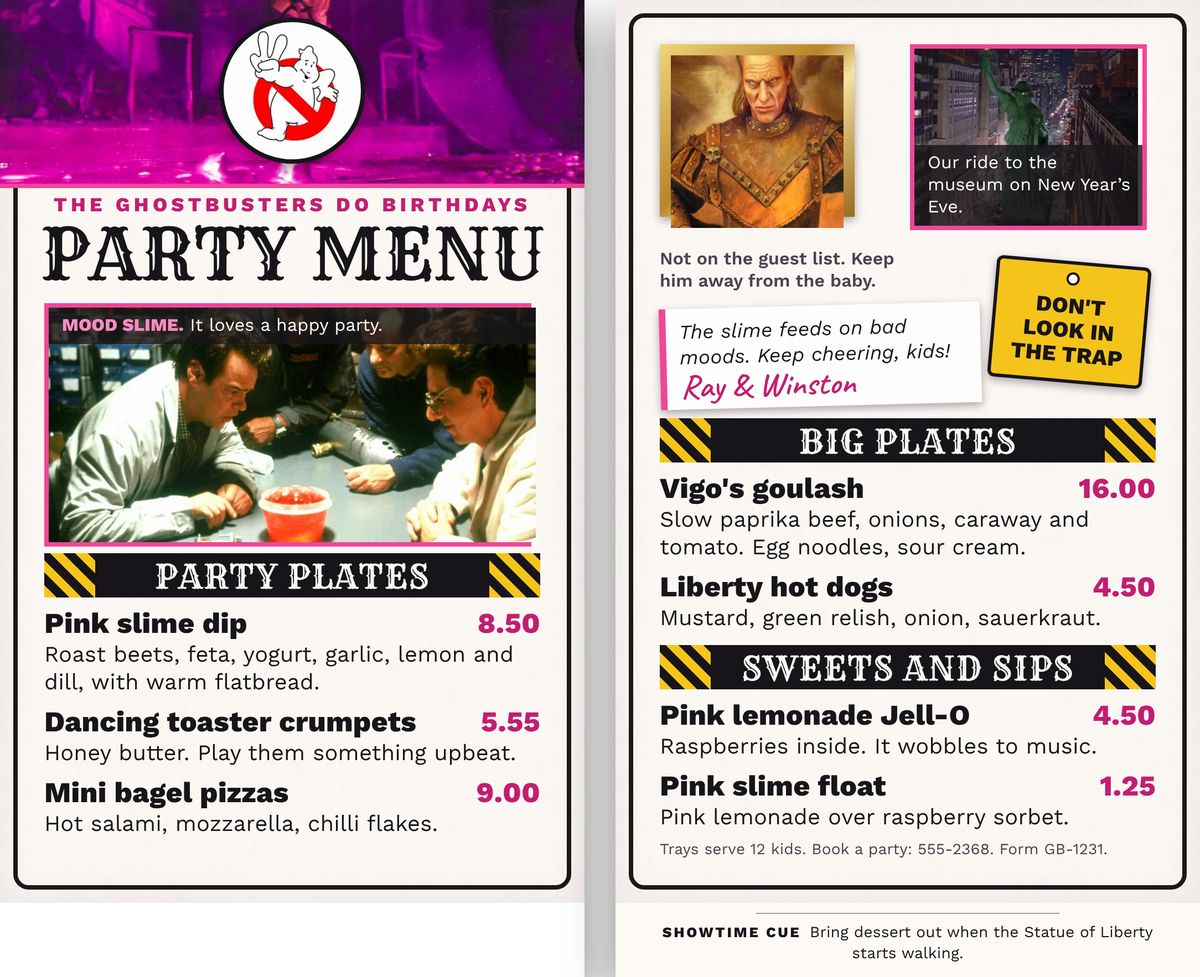 THE GHOSTBUSTERS DO BIRTHDAYS
PARTY MENU
MOOD SLIME. It loves a happy party.
PARTY PLATES
Pink slime dip 8.50
Roast beets, feta, yogurt, garlic, lemon and
dill, with warm flatbread.
Dancing toaster crumpets 5.55
Honey butter. Play them something upbeat.
Mini bagel pizzas 9.00
Hot salami, mozzarella, chilli flakes.
Our ride to the
museum on New Year’s
Eve.
Not on the guest list. Keep
him away from the baby.
DON'T
LOOK IN
THE TRAP
The slime feeds on bad
moods. Keep cheering, kids!
Ray & Winston
BIG PLATES
Vigo's goulash 16.00
Slow paprika beef, onions, caraway and
tomato. Egg noodles, sour cream.
Liberty hot dogs 4.50
Mustard, green relish, onion, sauerkraut.
SWEETS AND SIPS
Pink lemonade Jell-O 4.50
Raspberries inside. It wobbles to music.
Pink slime float 1.25
Pink lemonade over raspberry sorbet.
Trays serve 12 kids. Book a party: 555-2368. Form GB-1231.
SHOWTIME CUE Bring dessert out when the Statue of Liberty
starts walking.